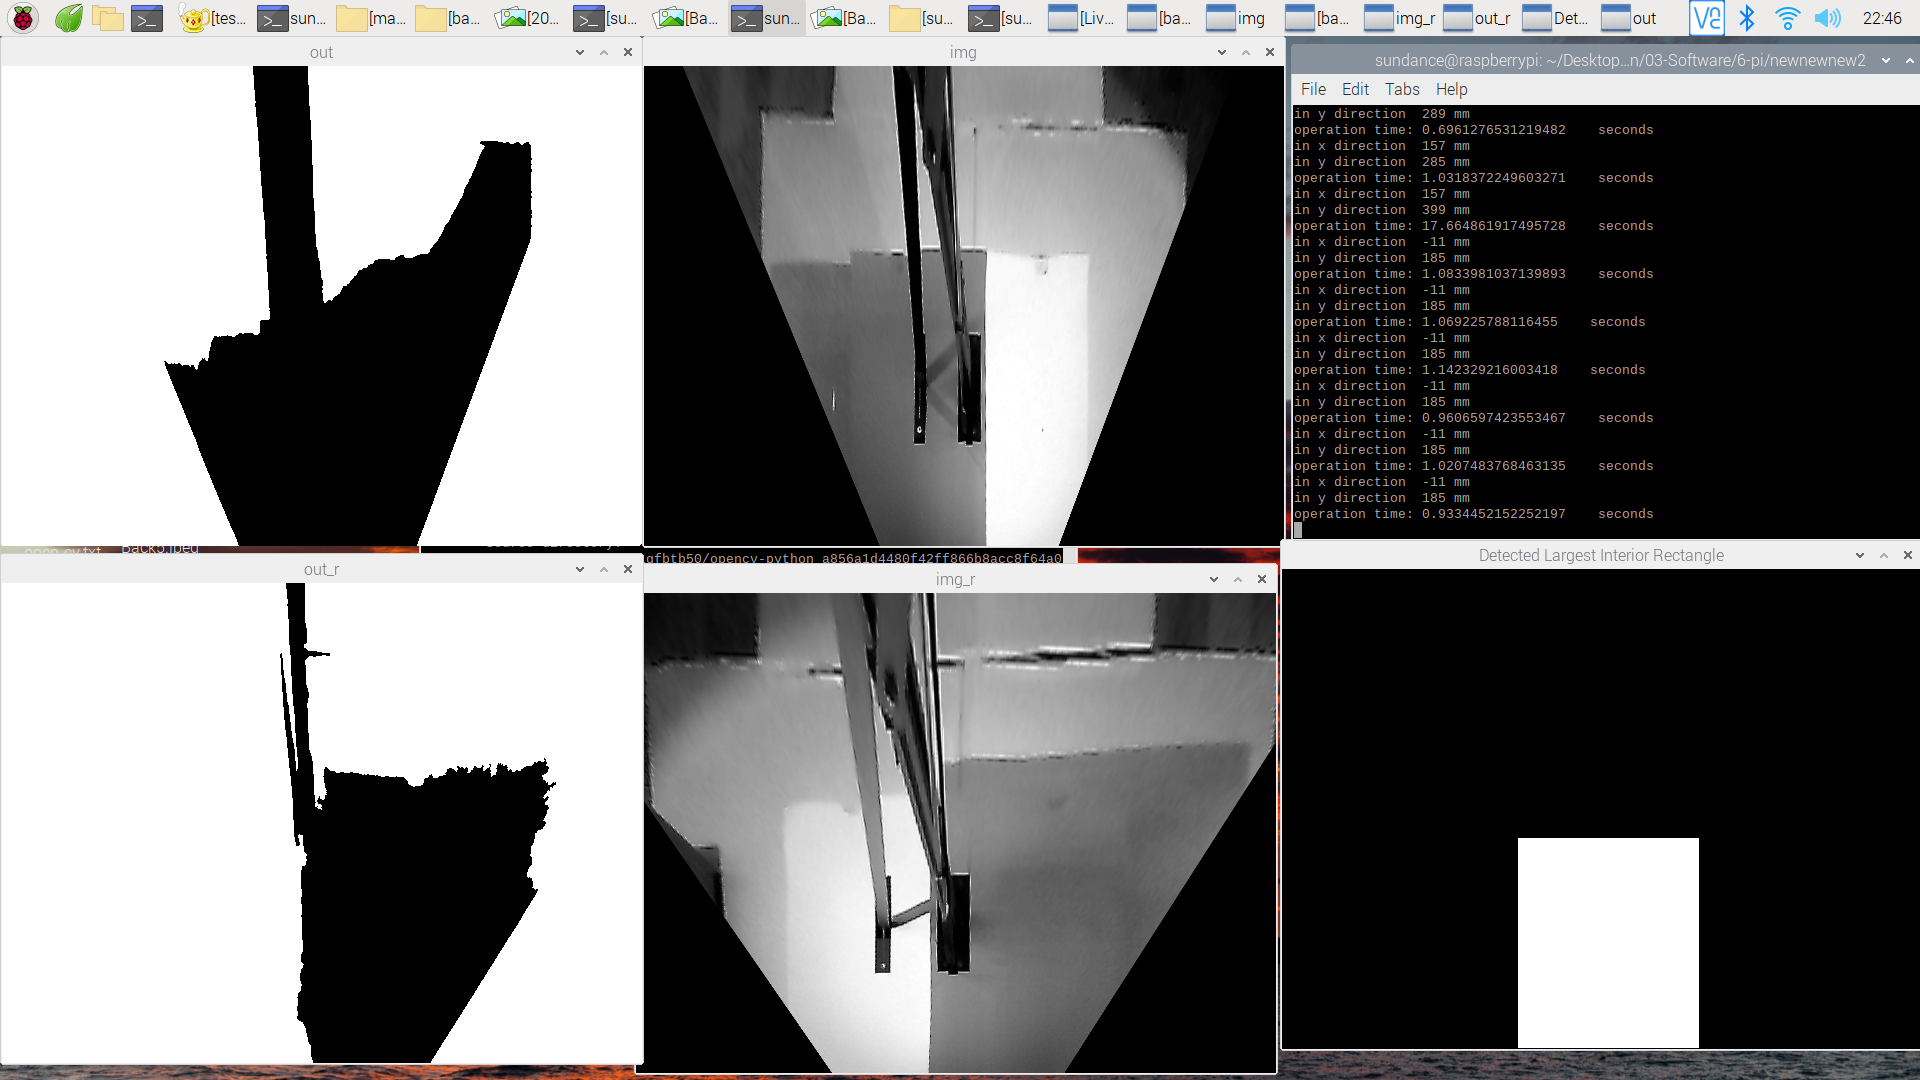 [tes... sun... [ma... [ba... [20... [su... [Ba... sun... [Ba... [su... [su... [Liv... [ba... img [ba... img_r out_r Det... out 22:46
out
img
sundance@raspberrypi: ~/Desktop...n/03-Software/6-pi/newnewnew2
File Edit Tabs Help
in y direction 289 mm
operation time: 0.6961276531219482 seconds
in x direction 157 mm
in y direction 285 mm
operation time: 1.0318372249603271 seconds
in x direction 157 mm
in y direction 399 mm
operation time: 17.664861917495728 seconds
in x direction -11 mm
in y direction 185 mm
operation time: 1.0833981037139893 seconds
in x direction -11 mm
in y direction 185 mm
operation time: 1.069225788116455 seconds
in x direction -11 mm
in y direction 185 mm
operation time: 1.142329216003418 seconds
in x direction -11 mm
in y direction 185 mm
operation time: 0.9606597423553467 seconds
in x direction -11 mm
in y direction 185 mm
operation time: 1.0207483768463135 seconds
in x direction -11 mm
in y direction 185 mm
operation time: 0.9334452152252197 seconds
Back5.jpeg
qfbtb50/opencv-python_a856a1d4480f42ff866b8acc8f64a0
out_r
img_r
Detected Largest Interior Rectangle